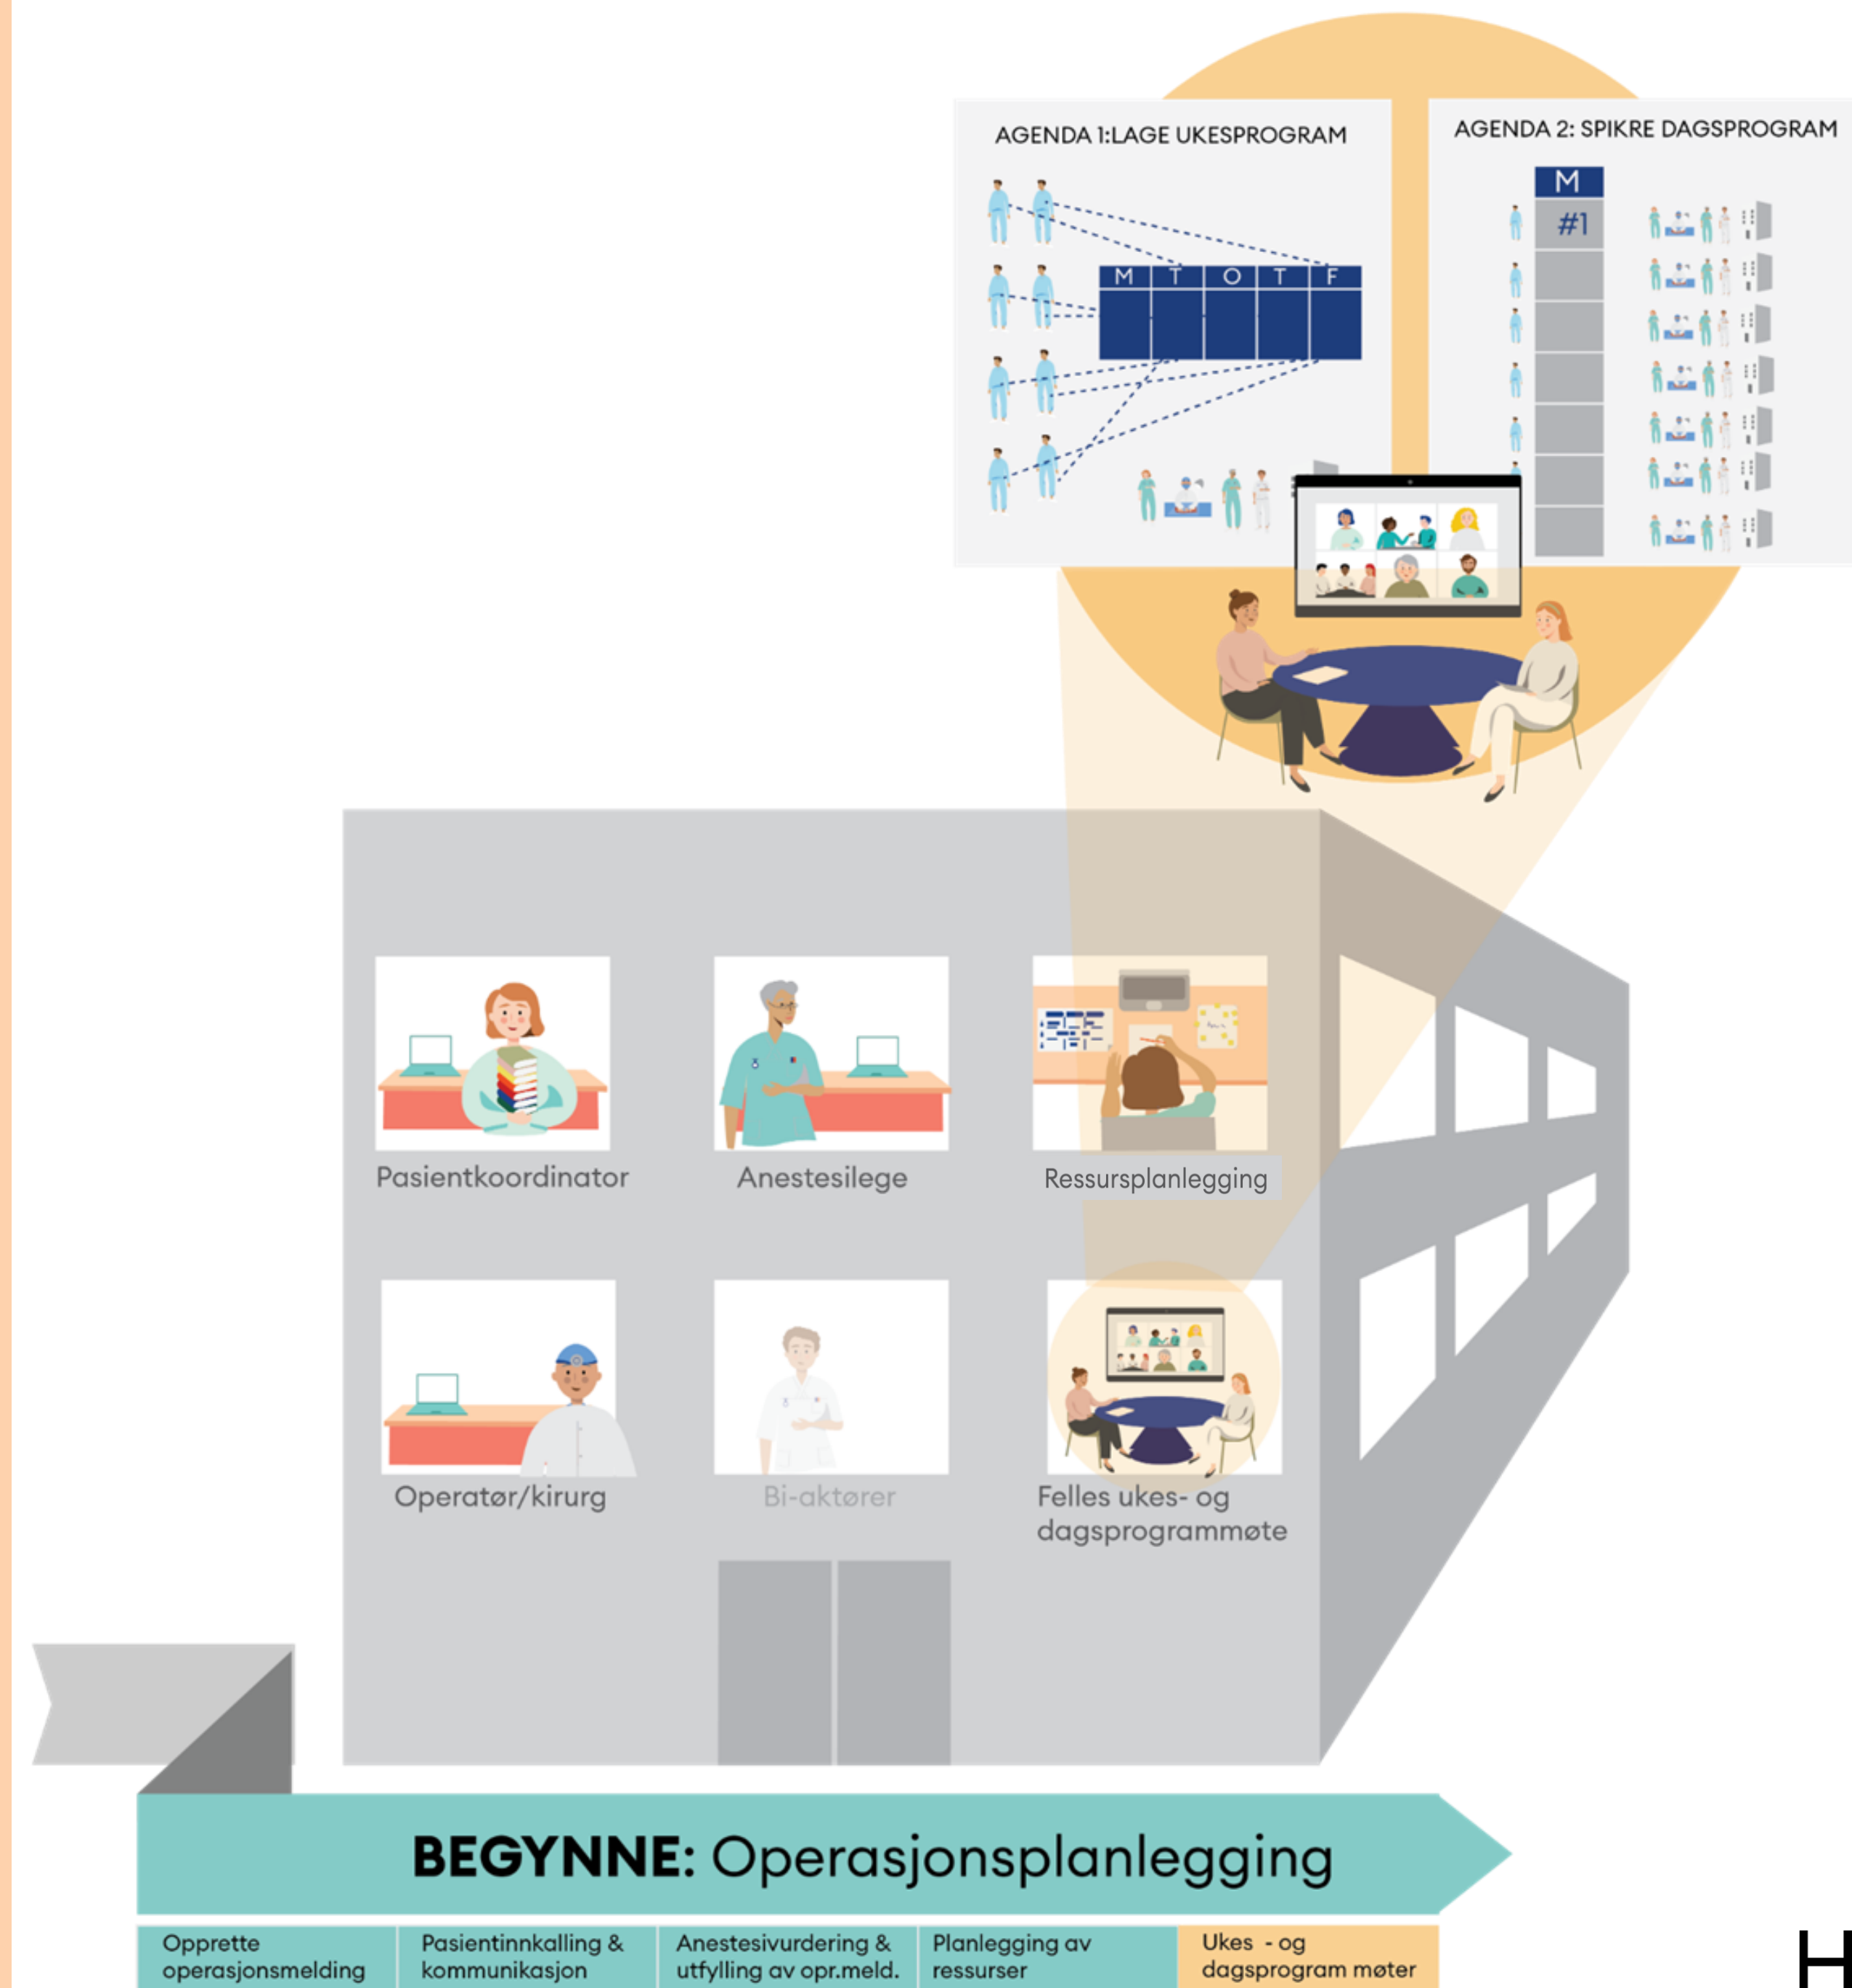 AGENDA 1:LAGE UKESPROGRAM
M T O T F
AGENDA 2: SPIKRE DAGSPROGRAM
M
#1
Pasientkoordinator
Anestesilege
Ressursplanlegging
Operatør/kirurg
Bi-aktører
Felles ukes- og
dagsprogrammøte
BEGYNNE: Operasjonsplanlegging
Opprette
operasjonsmelding
Pasientinnkalling &
kommunikasjon
Anestesivurdering &
utfylling av opr.meld.
Planlegging av
ressurser
Ukes - og
dagsprogram møter
H